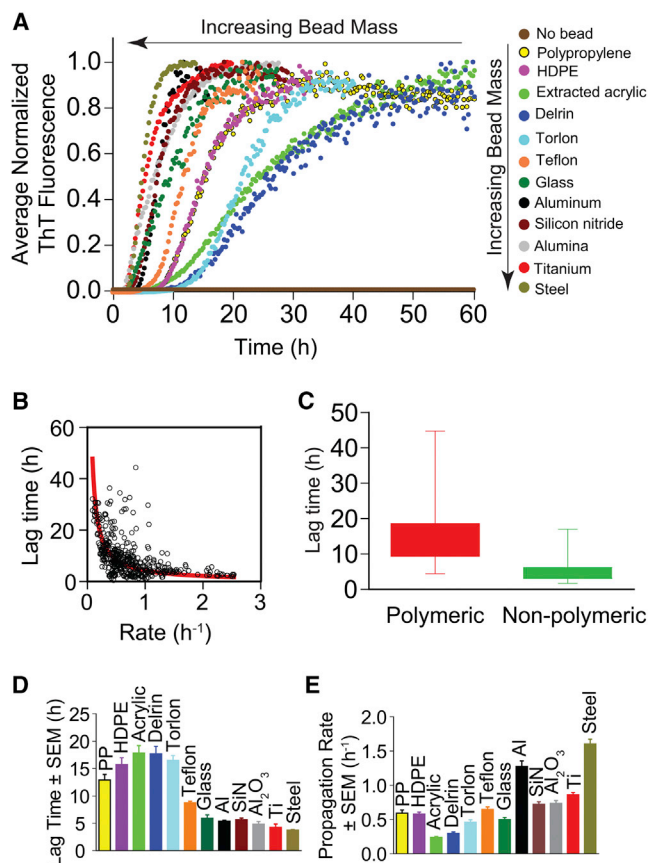 A
Increasing Bead Mass
Average Normalized
ThT Fluorescence
1.0
0.8
0.6
0.4
0.2
0.0
0
10
20
30
40
50
60
Time (h)
Increasing Bead Mass
No bead
Polypropylene
HDPE
Extracted acrylic
Delrin
Torlon
Teflon
Glass
Aluminum
Silicon nitride
Alumina
Titanium
Steel
B
Lag time (h)
60
40
20
0
0
1
2
3
Rate (h⁻¹)
C
Lag time (h)
50
40
30
20
10
0
Polymeric
Non-polymeric
D
Lag Time ± SEM (h)
25
20
15
10
5
0
PP
HDPE
Acrylic
Delrin
Torlon
Teflon
Glass
Al
SiN
Al₂O₃
Ti
Steel
E
Propagation Rate
± SEM (h⁻¹)
2.0
1.5
1.0
0.5
0.0
PP
HDPE
Acrylic
Delrin
Torlon
Teflon
Glass
Al
SiN
Al₂O₃
Ti
Steel